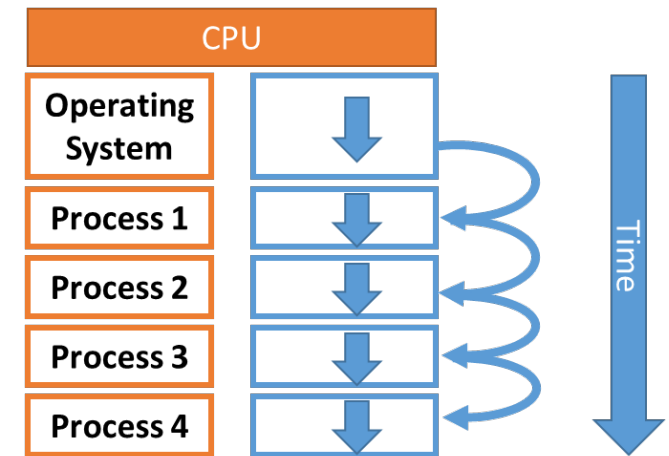 CPU
Operating
System
Process 1
Process 2
Process 3
Process 4
Time